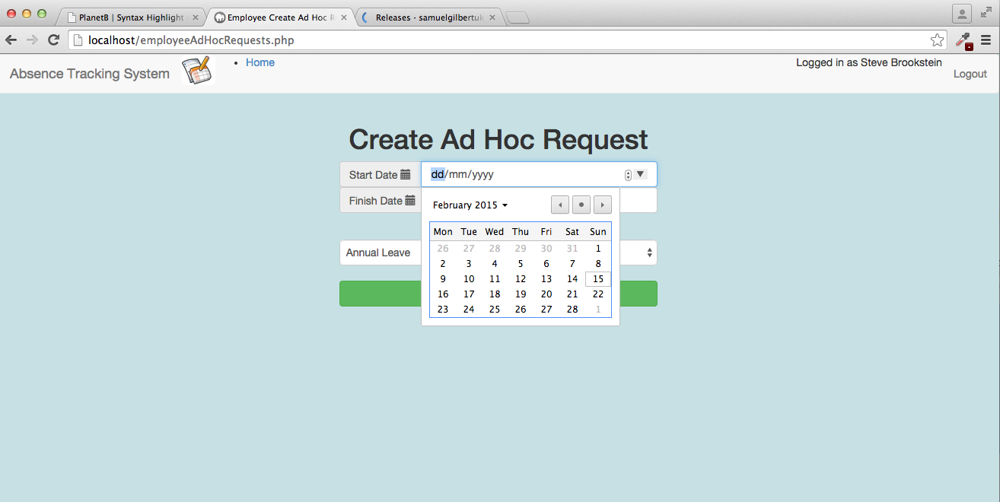 PlanetB | Syntax Highlight
Employee Create Ad Hoc R
Releases · samuelgilbertuk
localhost/employeeAdHocRequests.php
Absence Tracking System
• Home
Logged in as Steve Brookstein
Logout
Create Ad Hoc Request
Start Date
dd/mm/yyyy
Finish Date
February 2015
Mon Tue Wed Thu Fri Sat Sun
26 27 28 29 30 31 1
2 3 4 5 6 7 8
9 10 11 12 13 14 15
16 17 18 19 20 21 22
23 24 25 26 27 28 1
Annual Leave